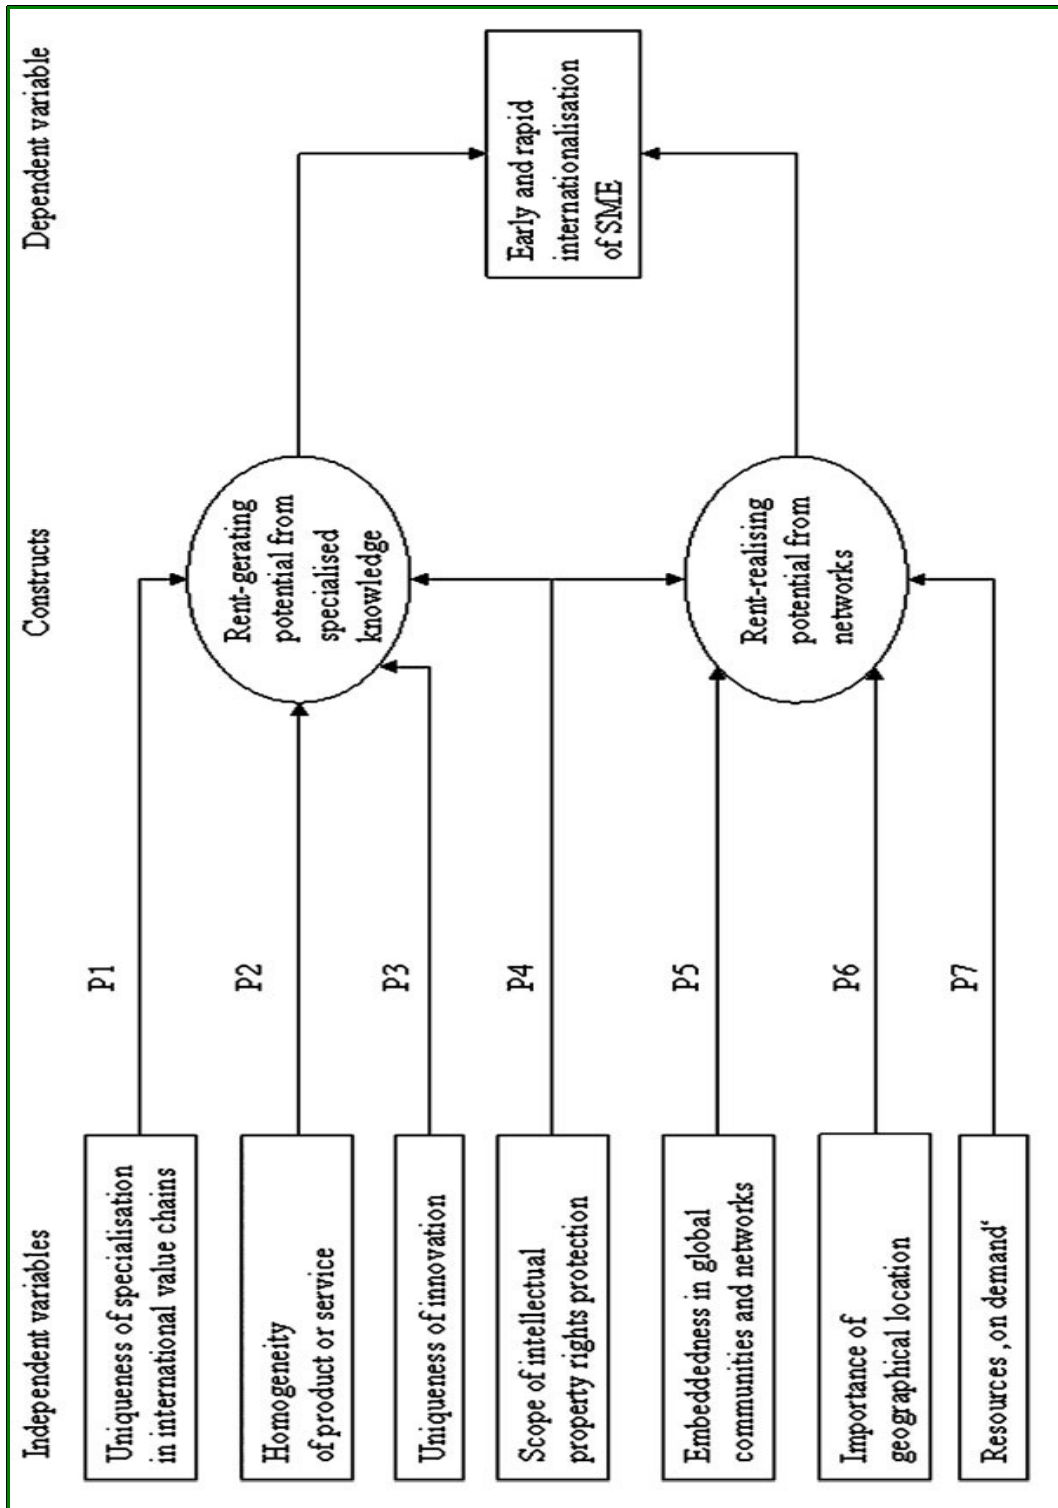 Independent variables
Constructs
Dependent variable
Uniqueness of specialisation
in international value chains
P1
Homogeneity
of product or service
P2
Uniqueness of innovation
P3
Scope of intellectual
property rights protection
P4
Embeddedness in global
communities and networks
P5
Importance of
geographical location
P6
Resources ‚on demand‘
P7
Rent-gerating
potential from
specialised
knowledge
Rent-realising
potential from
networks
Early and rapid
internationalisation
of SME